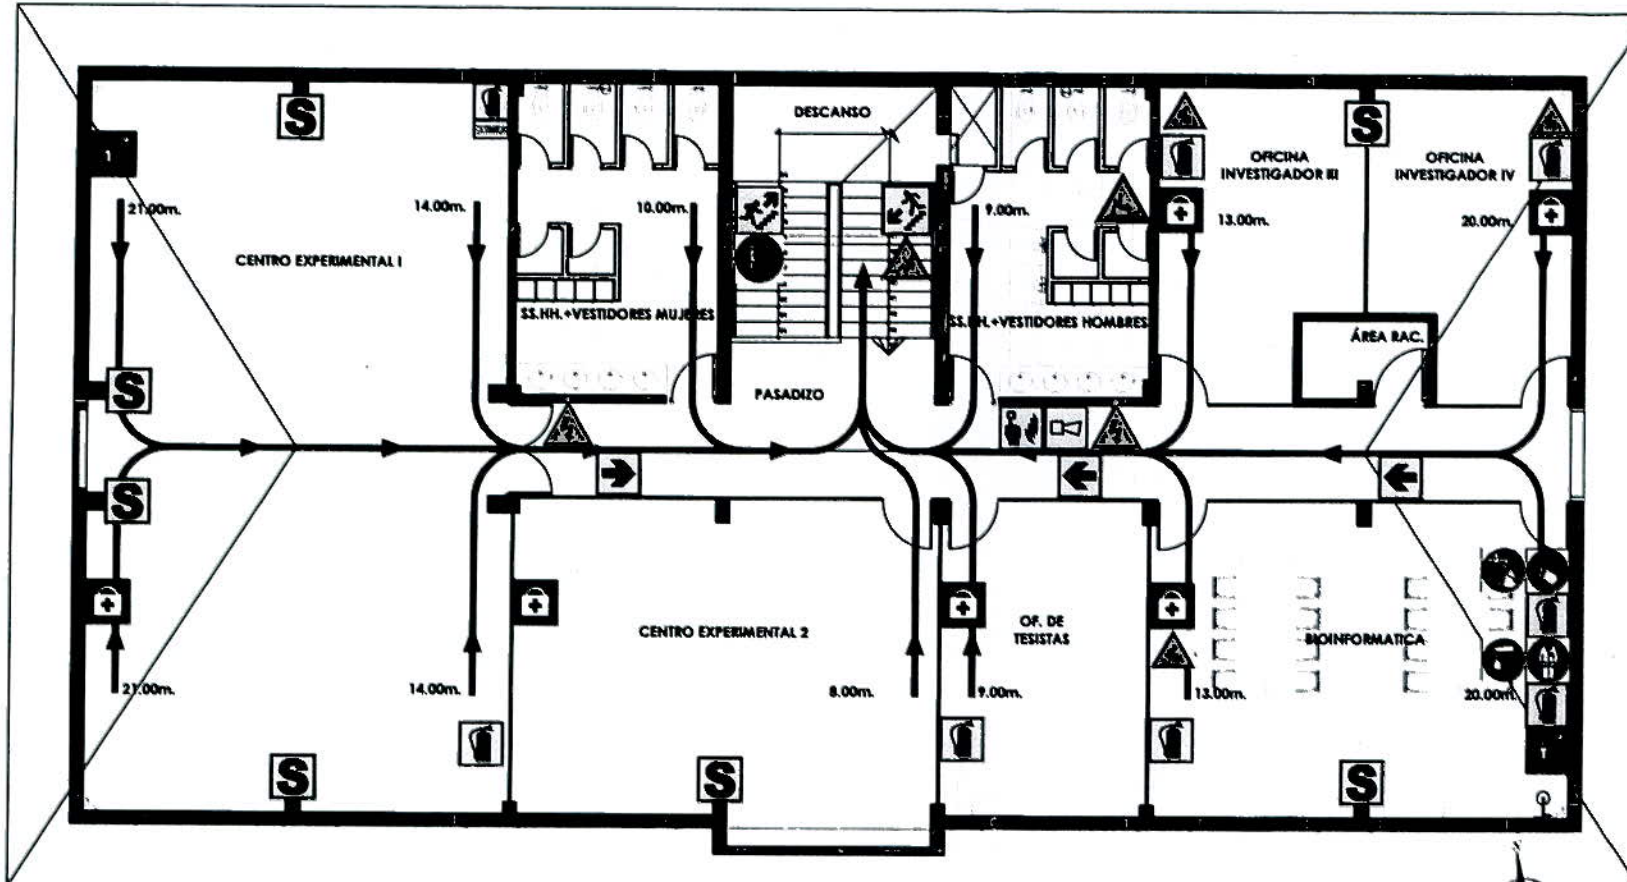 DESCANSO
S
S
1
OFICINA
INVESTIGADOR III
OFICINA
INVESTIGADOR IV
21.00m.
14.00m.
10.00m.
9.00m.
13.00m.
20.00m.
CENTRO EXPERIMENTAL I
SS.HH.+VESTIDORES MUJERES
SS.HH.+VESTIDORES HOMBRES
ÁREA RAC.
S
PASADIZO
S
CENTRO EXPERIMENTAL 2
OF. DE
TESISTAS
BIOINFORMATICA
21.00m.
14.00m.
8.00m.
9.00m.
13.00m.
20.00m.
S
S
S